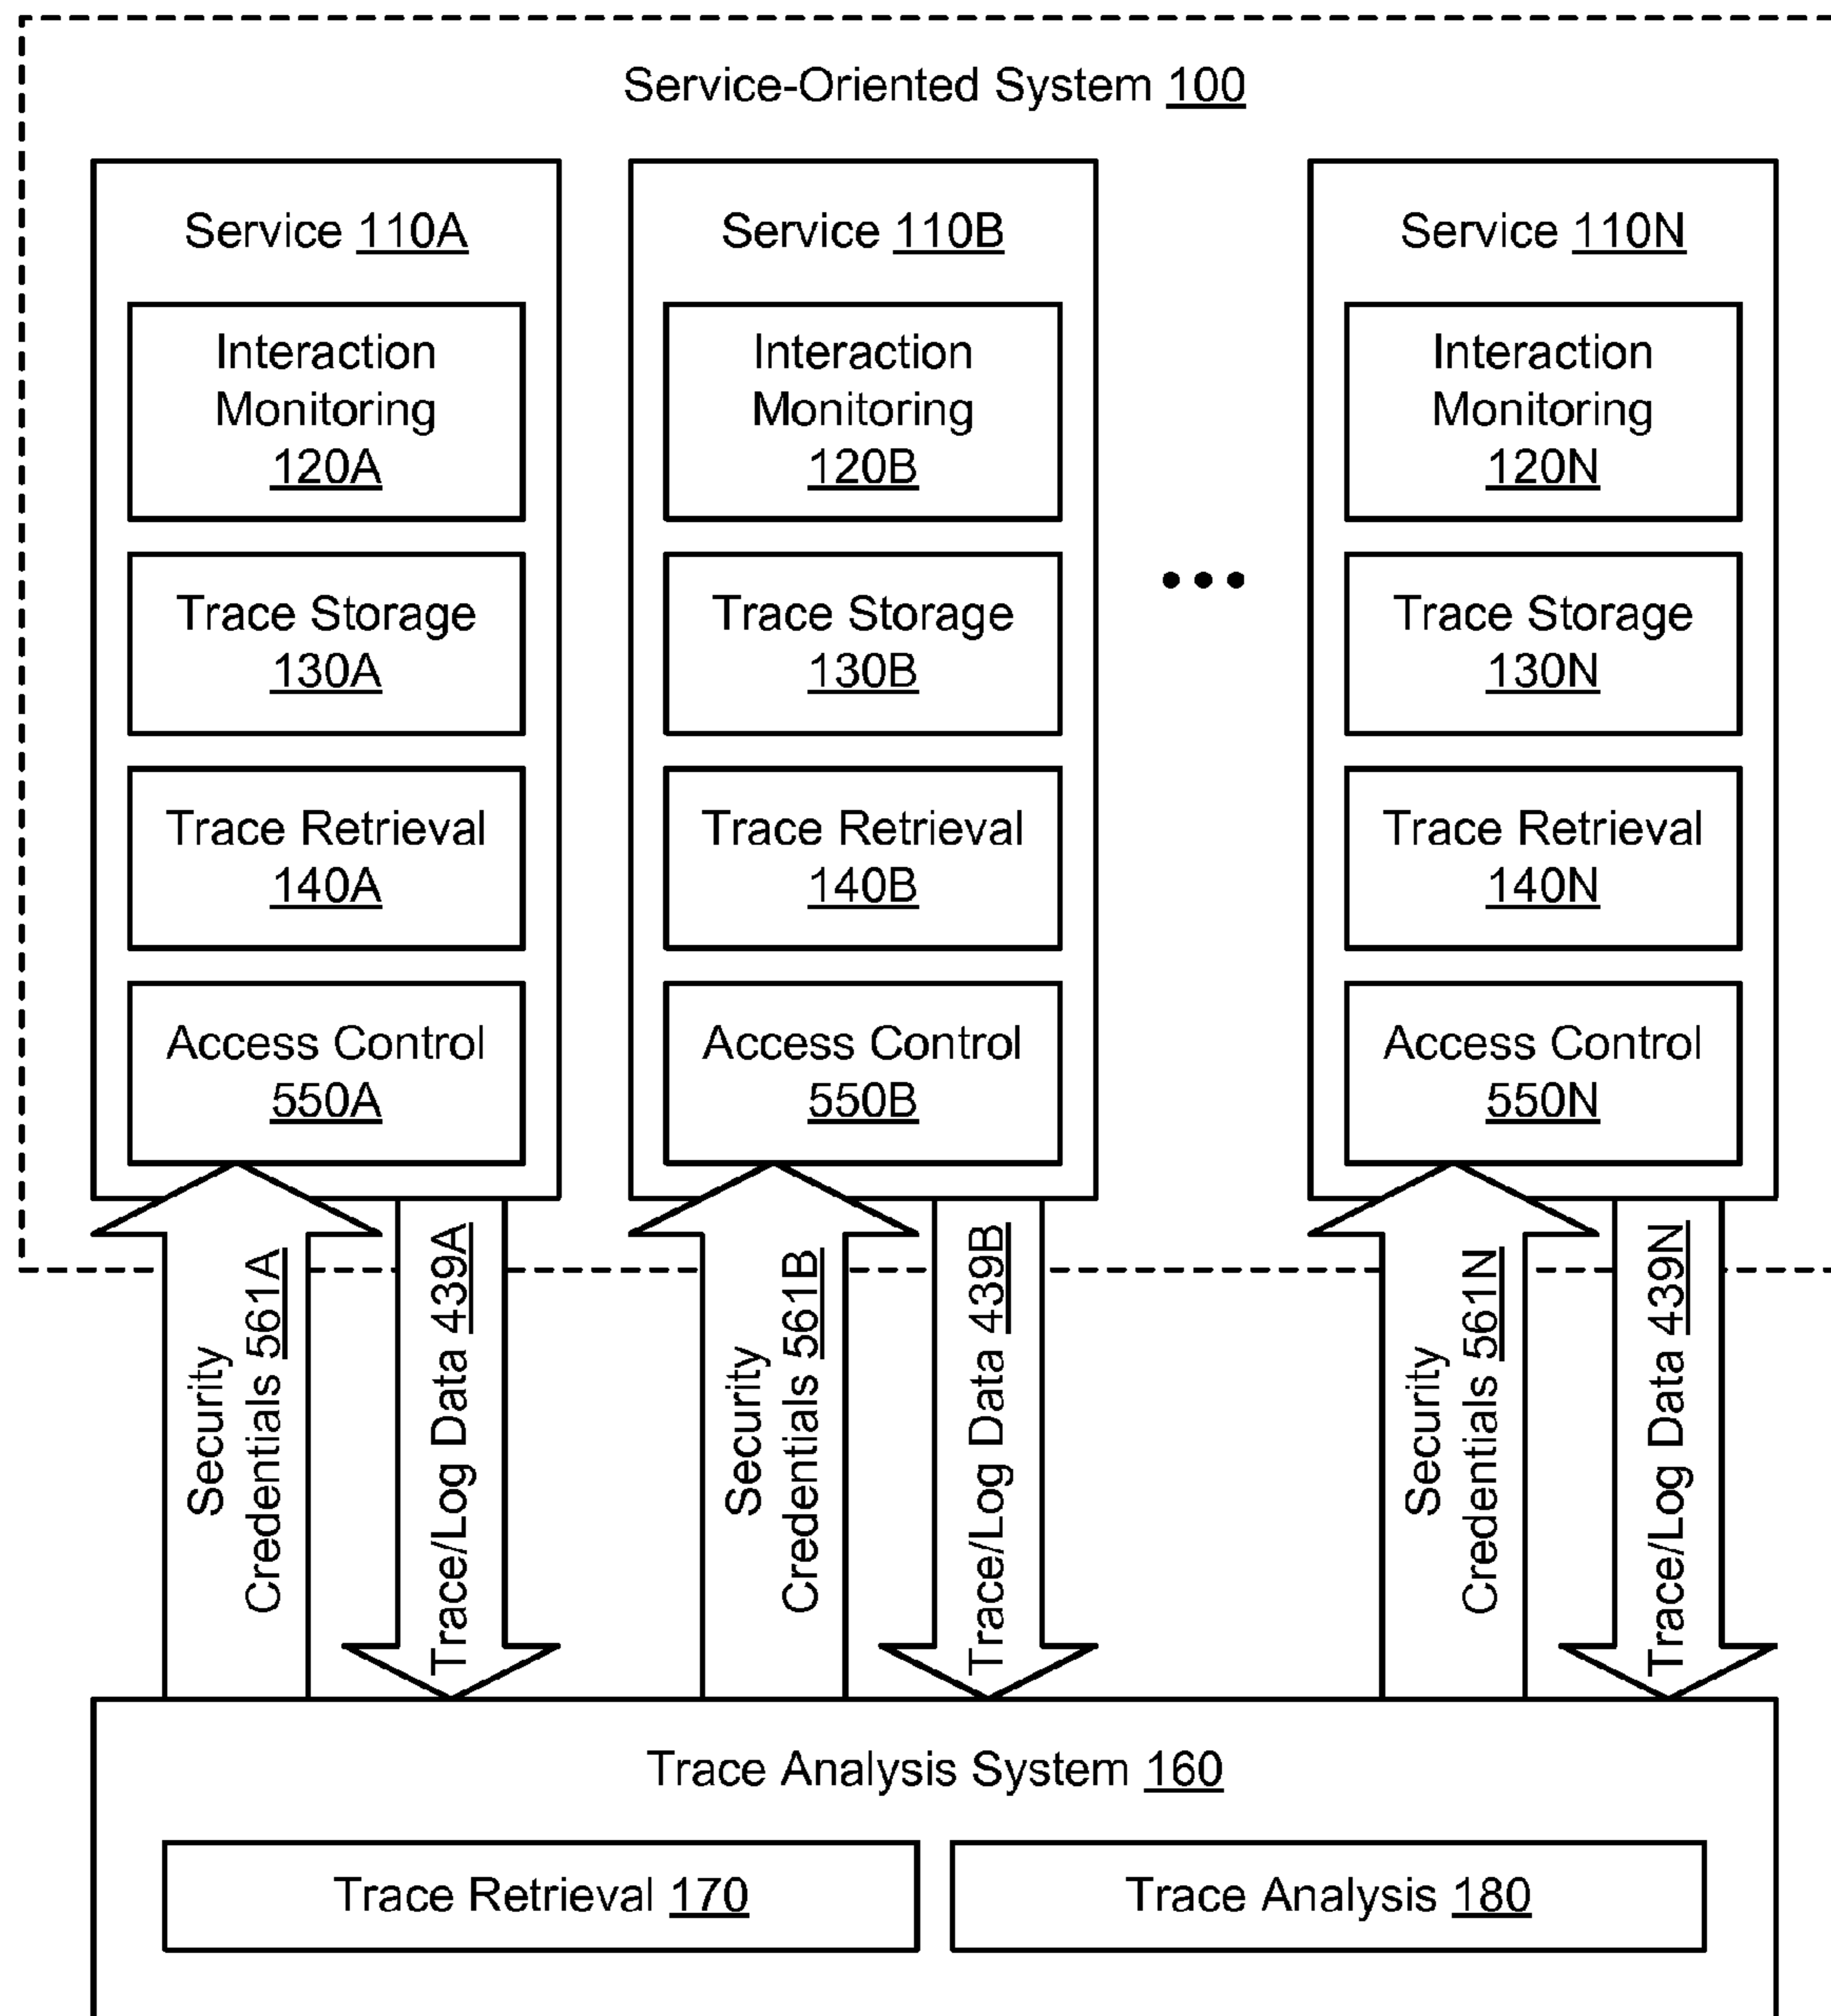 Service-Oriented System 100
Service 110A
Interaction
Monitoring
120A
Trace Storage
130A
Trace Retrieval
140A
Access Control
550A
Service 110B
Interaction
Monitoring
120B
Trace Storage
130B
Trace Retrieval
140B
Access Control
550B
•••
Service 110N
Interaction
Monitoring
120N
Trace Storage
130N
Trace Retrieval
140N
Access Control
550N
Security
Credentials 561A
Trace/Log Data 439A
Security
Credentials 561B
Trace/Log Data 439B
Security
Credentials 561N
Trace/Log Data 439N
Trace Analysis System 160
Trace Retrieval 170
Trace Analysis 180